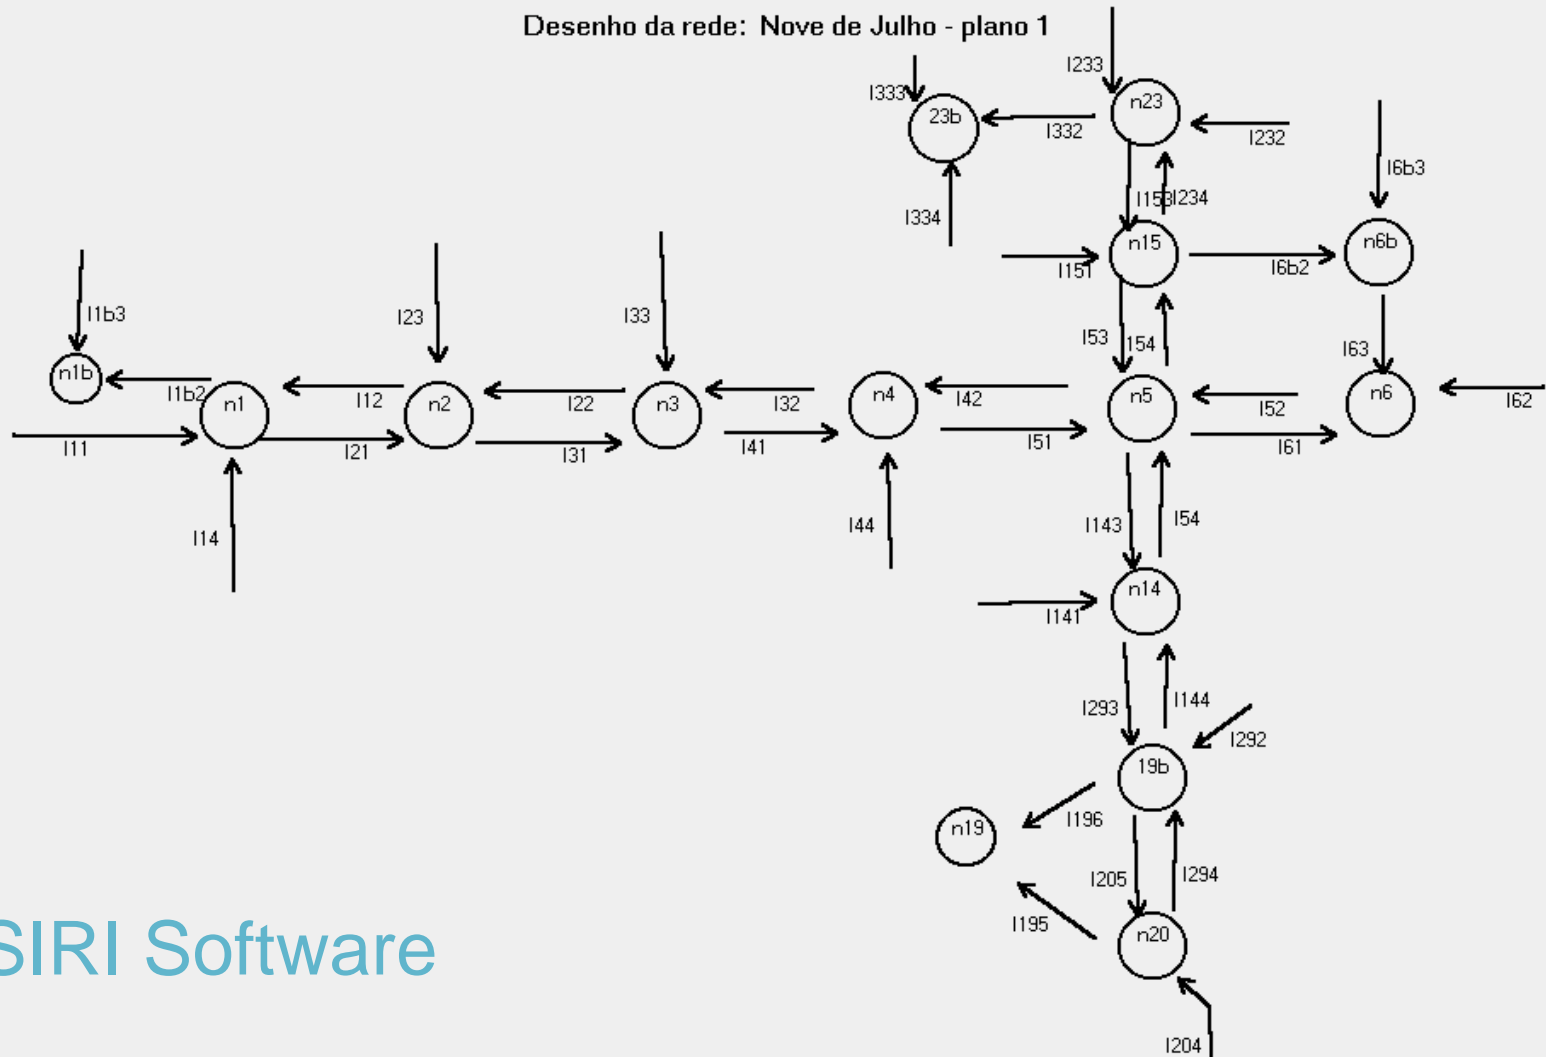 Desenho da rede: Nove de Julho - plano 1
l233
l333
23b
n23
l332
l232
l6b3
l334
l153
l234
n15
n6b
l151
l6b2
l1b3
l23
l33
l53
l54
l63
n1b
l1b2
n1
l12
n2
l22
n3
l32
n4
l42
n5
l52
n6
l62
l11
l21
l31
l41
l51
l61
l14
l44
l143
l54
n14
l141
l293
l144
l292
19b
l196
n19
l205
l294
l195
n20
l204
SIRI Software